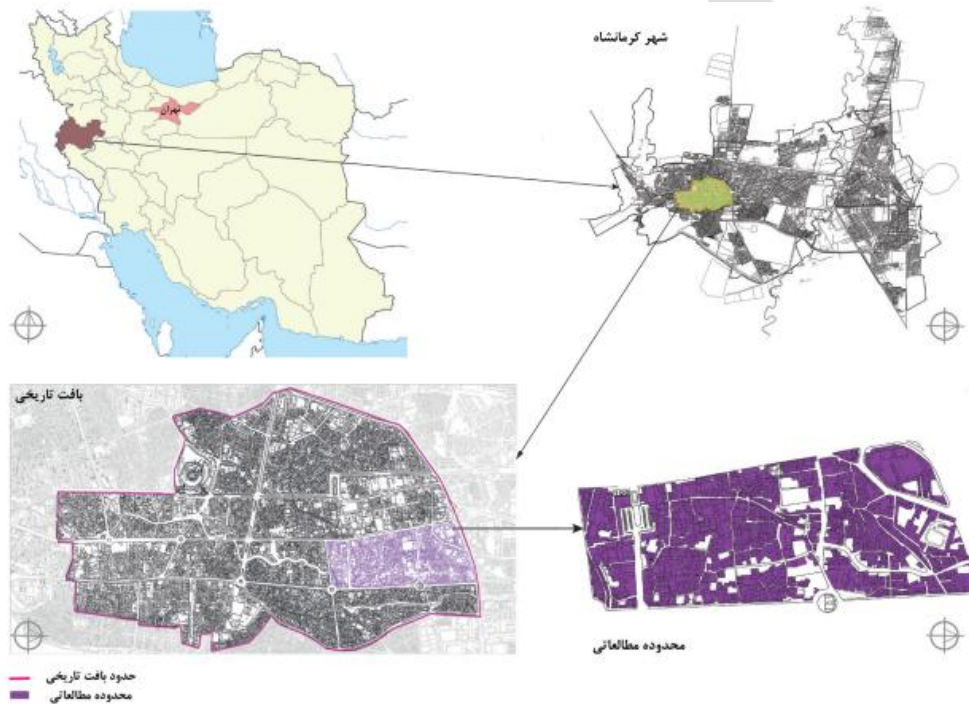 شهر کرمانشاه
تهران
بافت تاریخی
محدوده مطالعاتی
حدود بافت تاریخی
محدوده مطالعاتی